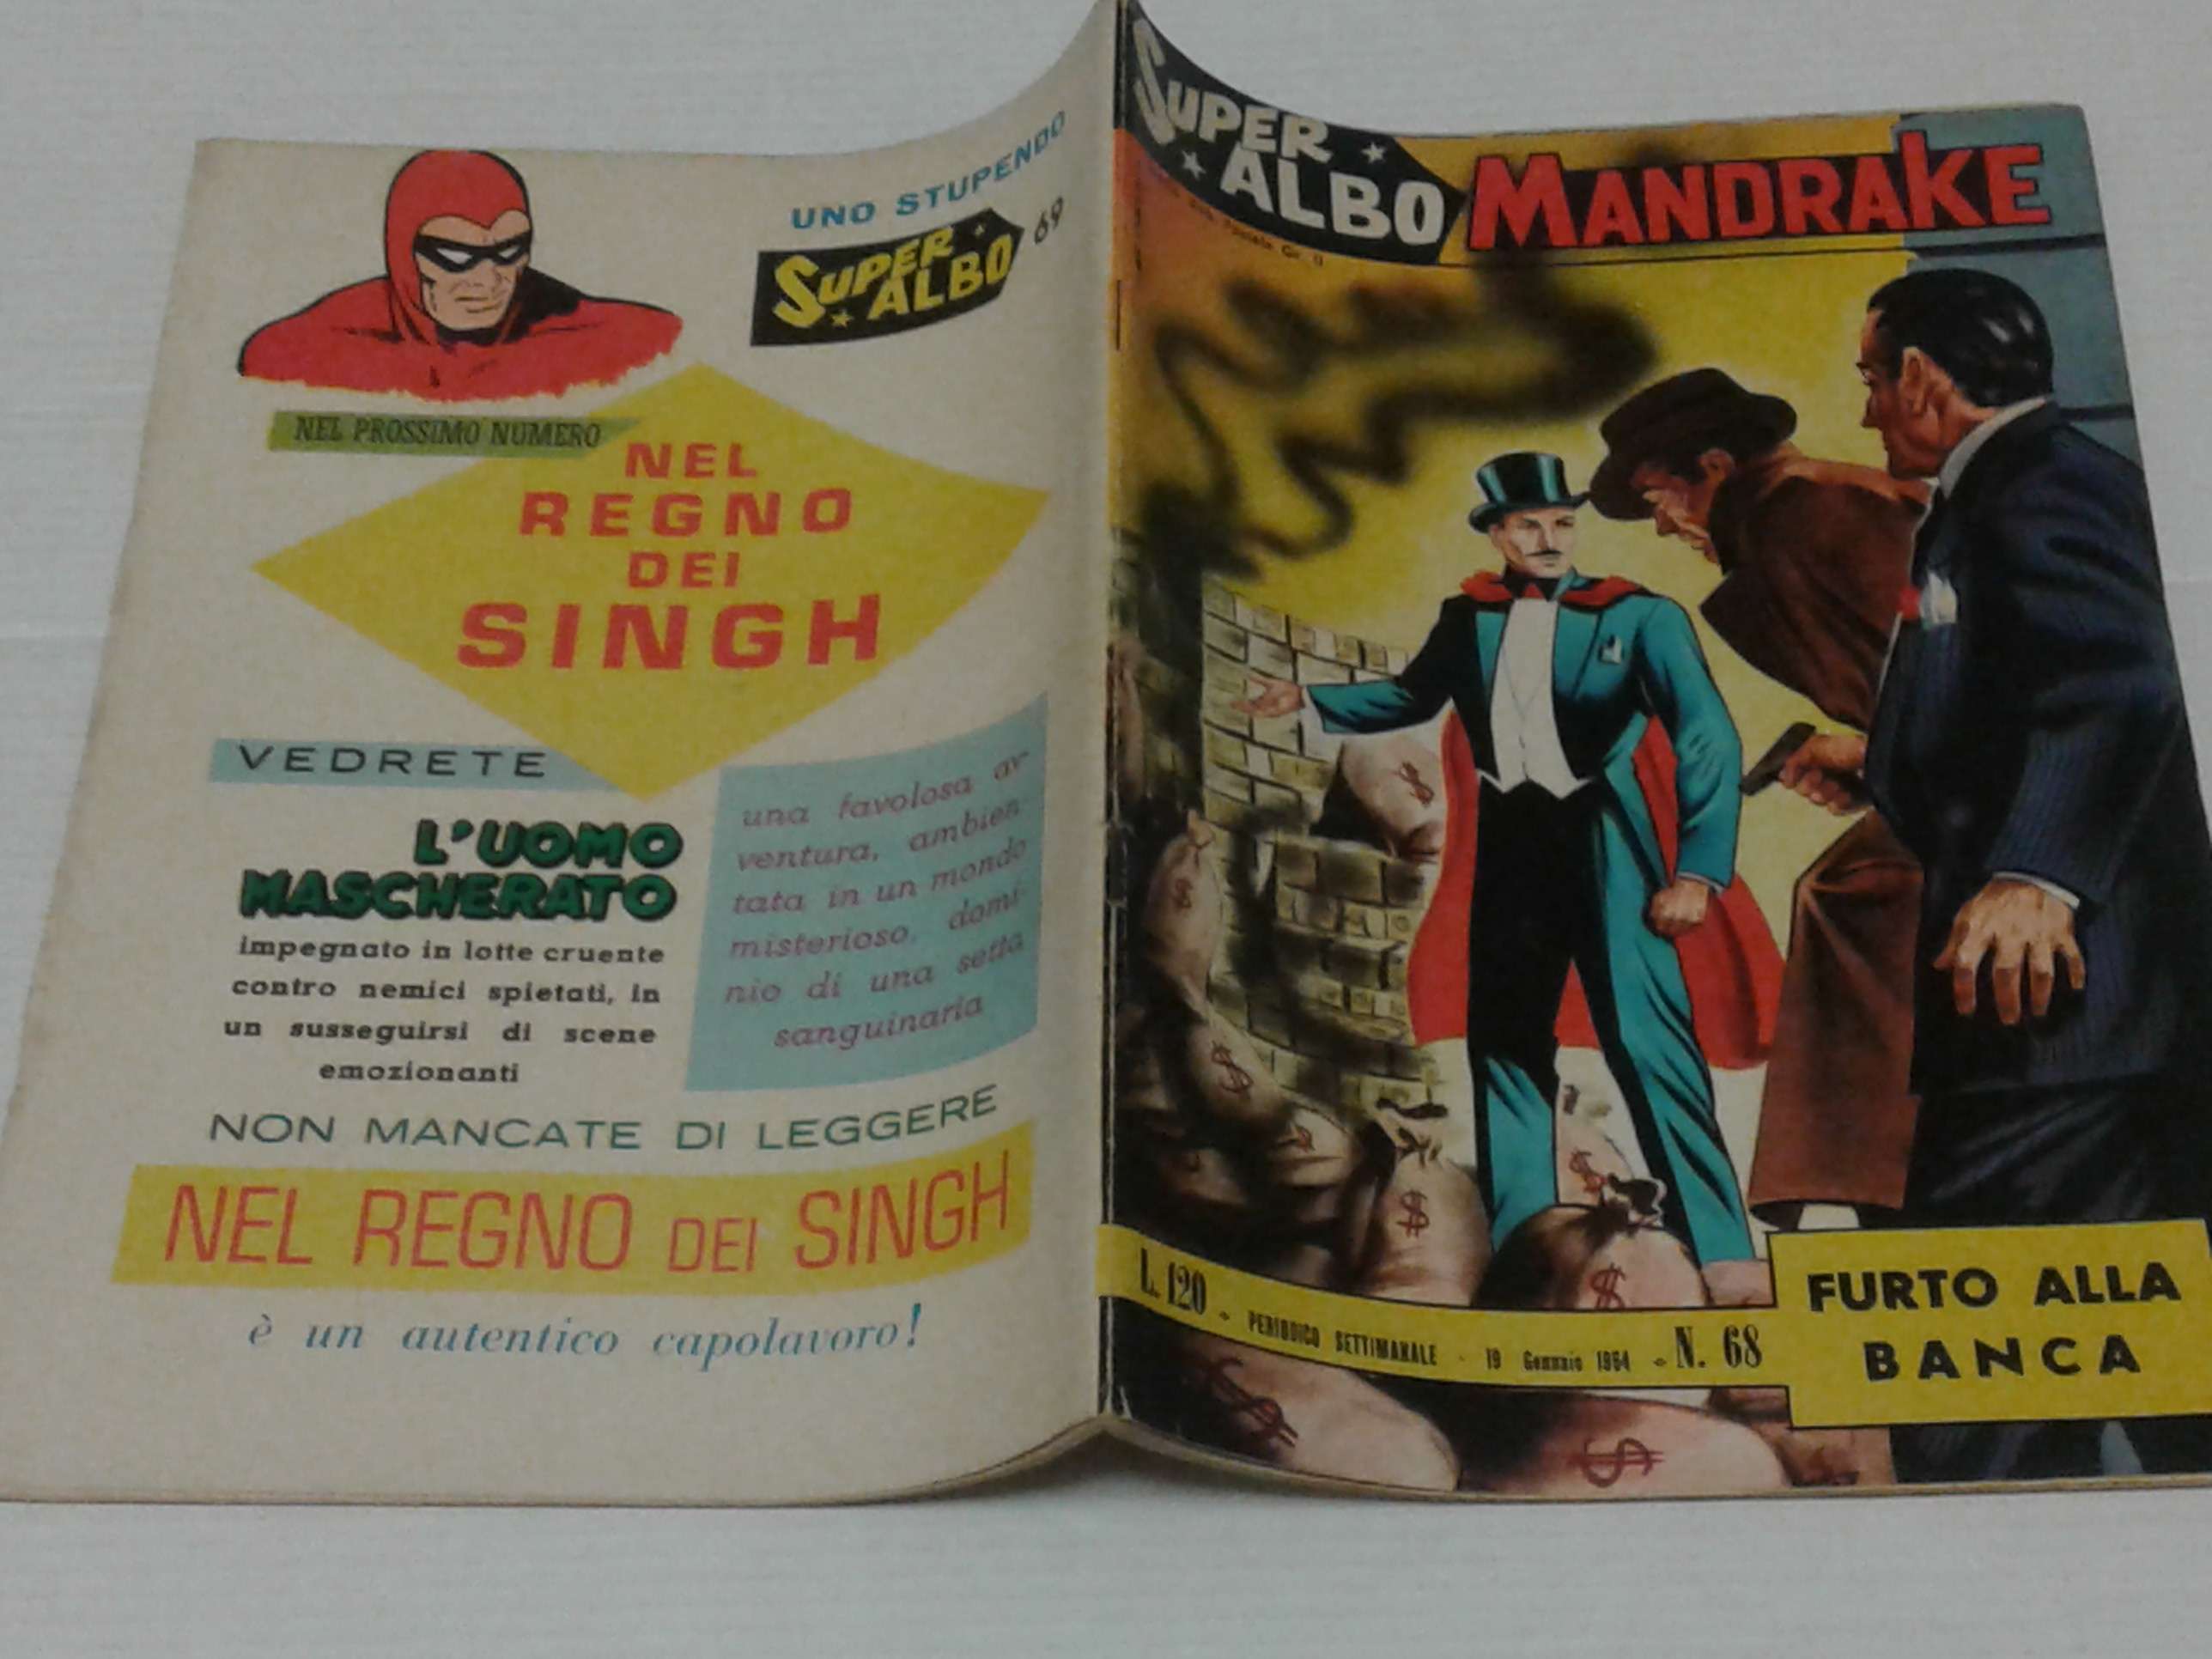 UNO STUPENDO
SUPER
ALBO
69
NEL PROSSIMO NUMERO
NEL
REGNO
DEI
SINGH
VEDRETE
L'UOMO
MASCHERATO
impegnato in lotte cruente
contro nemici spietati, in
un susseguirsi di scene
emozionanti
una favolosa av-
ventura, ambien-
tata in un mondo
misterioso, domi-
nio di una setta
sanguinaria
NON MANCATE DI LEGGERE
NEL REGNO DEI SINGH
è un autentico capolavoro!
SUPER
ALBO
MANDRAKE
Postale Gr. II
$
$
$
$
$
$
$
$
$
L. 120 - PERIODICO SETTIMANALE - 19 Gennaio 1964 - N. 68
FURTO ALLA
BANCA